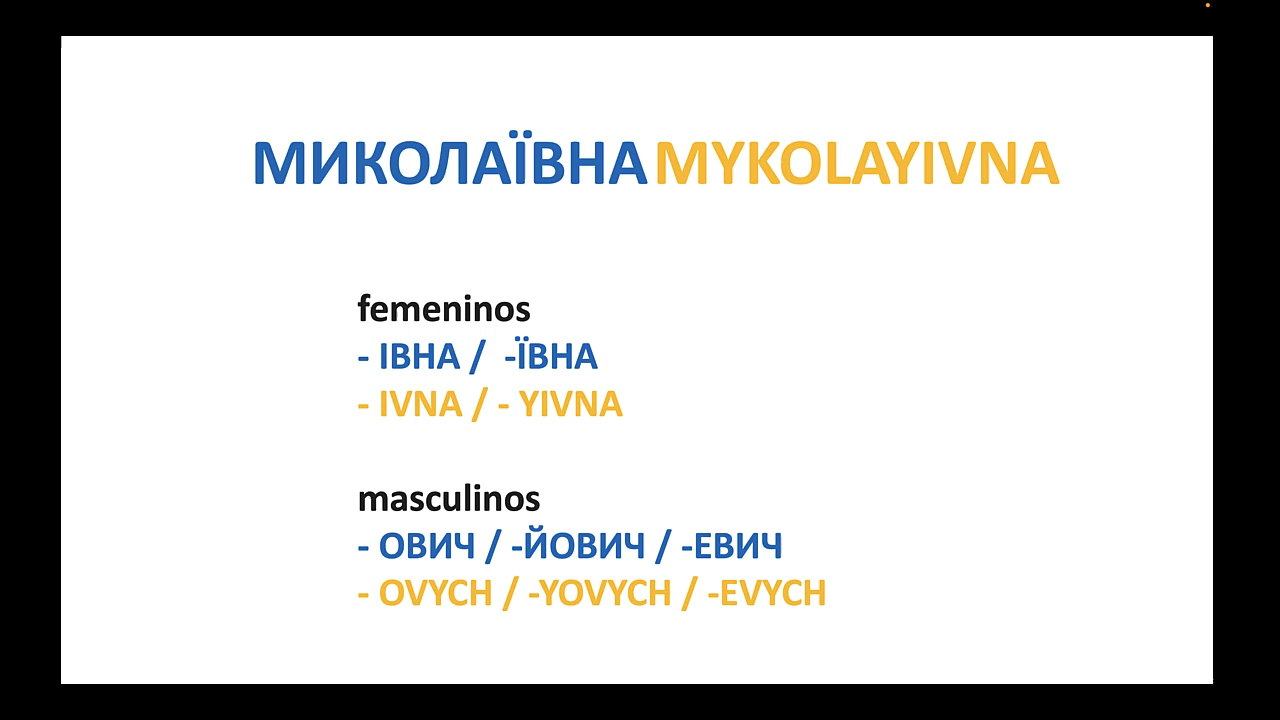 МИКОЛАЇВНА MYKOLAYIVNA
femeninos
- ІВНА /  -ЇВНА
- IVNA / - YIVNA
masculinos
- ОВИЧ / -ЙОВИЧ / -ЕВИЧ
- OVYCH / -YOVYCH / -EVYCH